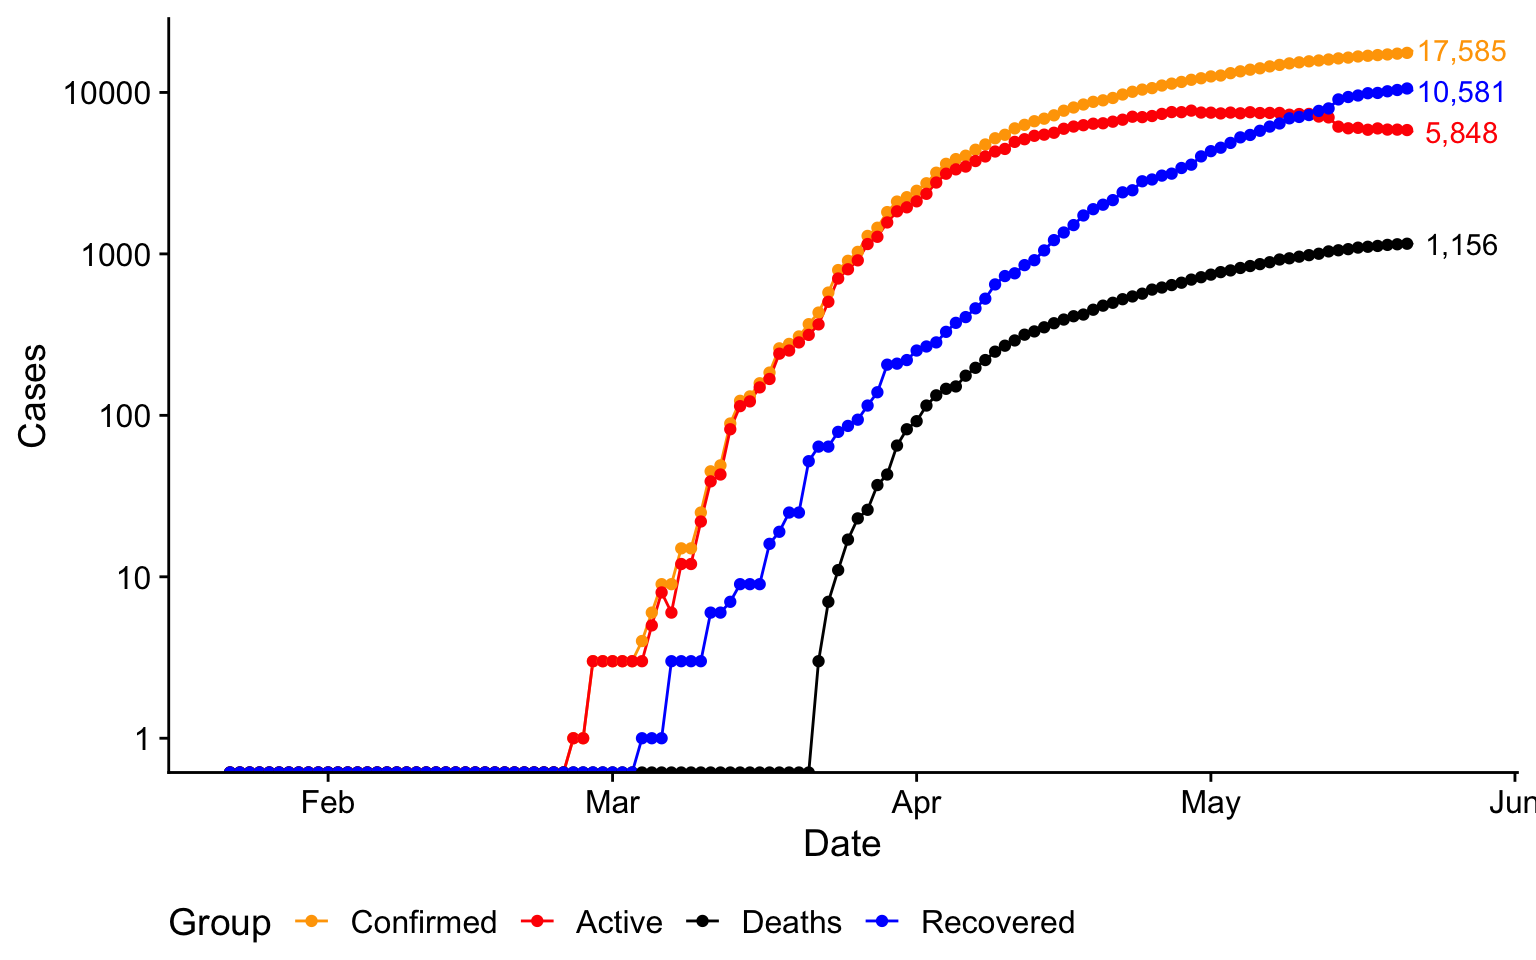 17,585
10,581
5,848
1,156
10000
1000
100
10
1
Cases
Feb Mar Apr May Jun
Date
Group Confirmed Active Deaths Recovered